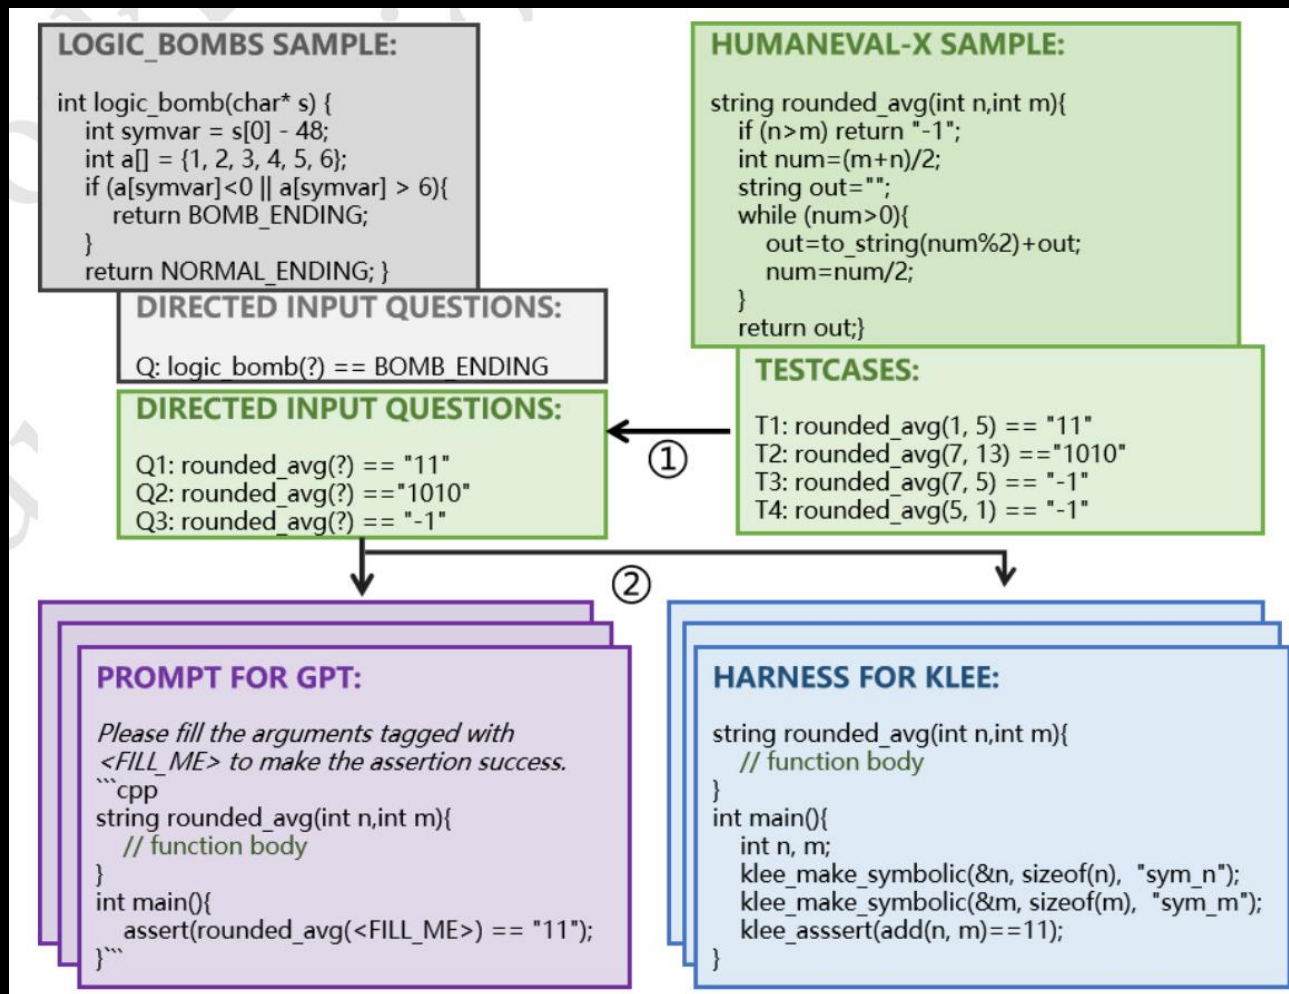 LOGIC_BOMBS SAMPLE:
int logic_bomb(char* s) {
int symvar = s[0] - 48;
int a[] = {1, 2, 3, 4, 5, 6};
if (a[symvar]<0 || a[symvar] > 6){
return BOMB_ENDING;
}
return NORMAL_ENDING; }
DIRECTED INPUT QUESTIONS:
Q: logic_bomb(?) == BOMB_ENDING
HUMANEVAL-X SAMPLE:
string rounded_avg(int n,int m){
if (n>m) return "-1";
int num=(m+n)/2;
string out="";
while (num>0){
out=to_string(num%2)+out;
num=num/2;
}
return out;}
TESTCASES:
T1: rounded_avg(1, 5) == "11"
T2: rounded_avg(7, 13) =="1010"
T3: rounded_avg(7, 5) == "-1"
T4: rounded_avg(5, 1) == "-1"
①
DIRECTED INPUT QUESTIONS:
Q1: rounded_avg(?) == "11"
Q2: rounded_avg(?) =="1010"
Q3: rounded_avg(?) == "-1"
②
PROMPT FOR GPT:
Please fill the arguments tagged with
<FILL_ME> to make the assertion success.
```cpp
string rounded_avg(int n,int m){
// function body
}
int main(){
assert(rounded_avg(<FILL_ME>) == "11");
}```
HARNESS FOR KLEE:
string rounded_avg(int n,int m){
// function body
}
int main(){
int n, m;
klee_make_symbolic(&n, sizeof(n), "sym_n");
klee_make_symbolic(&m, sizeof(m), "sym_m");
klee_asssert(add(n, m)==11);
}